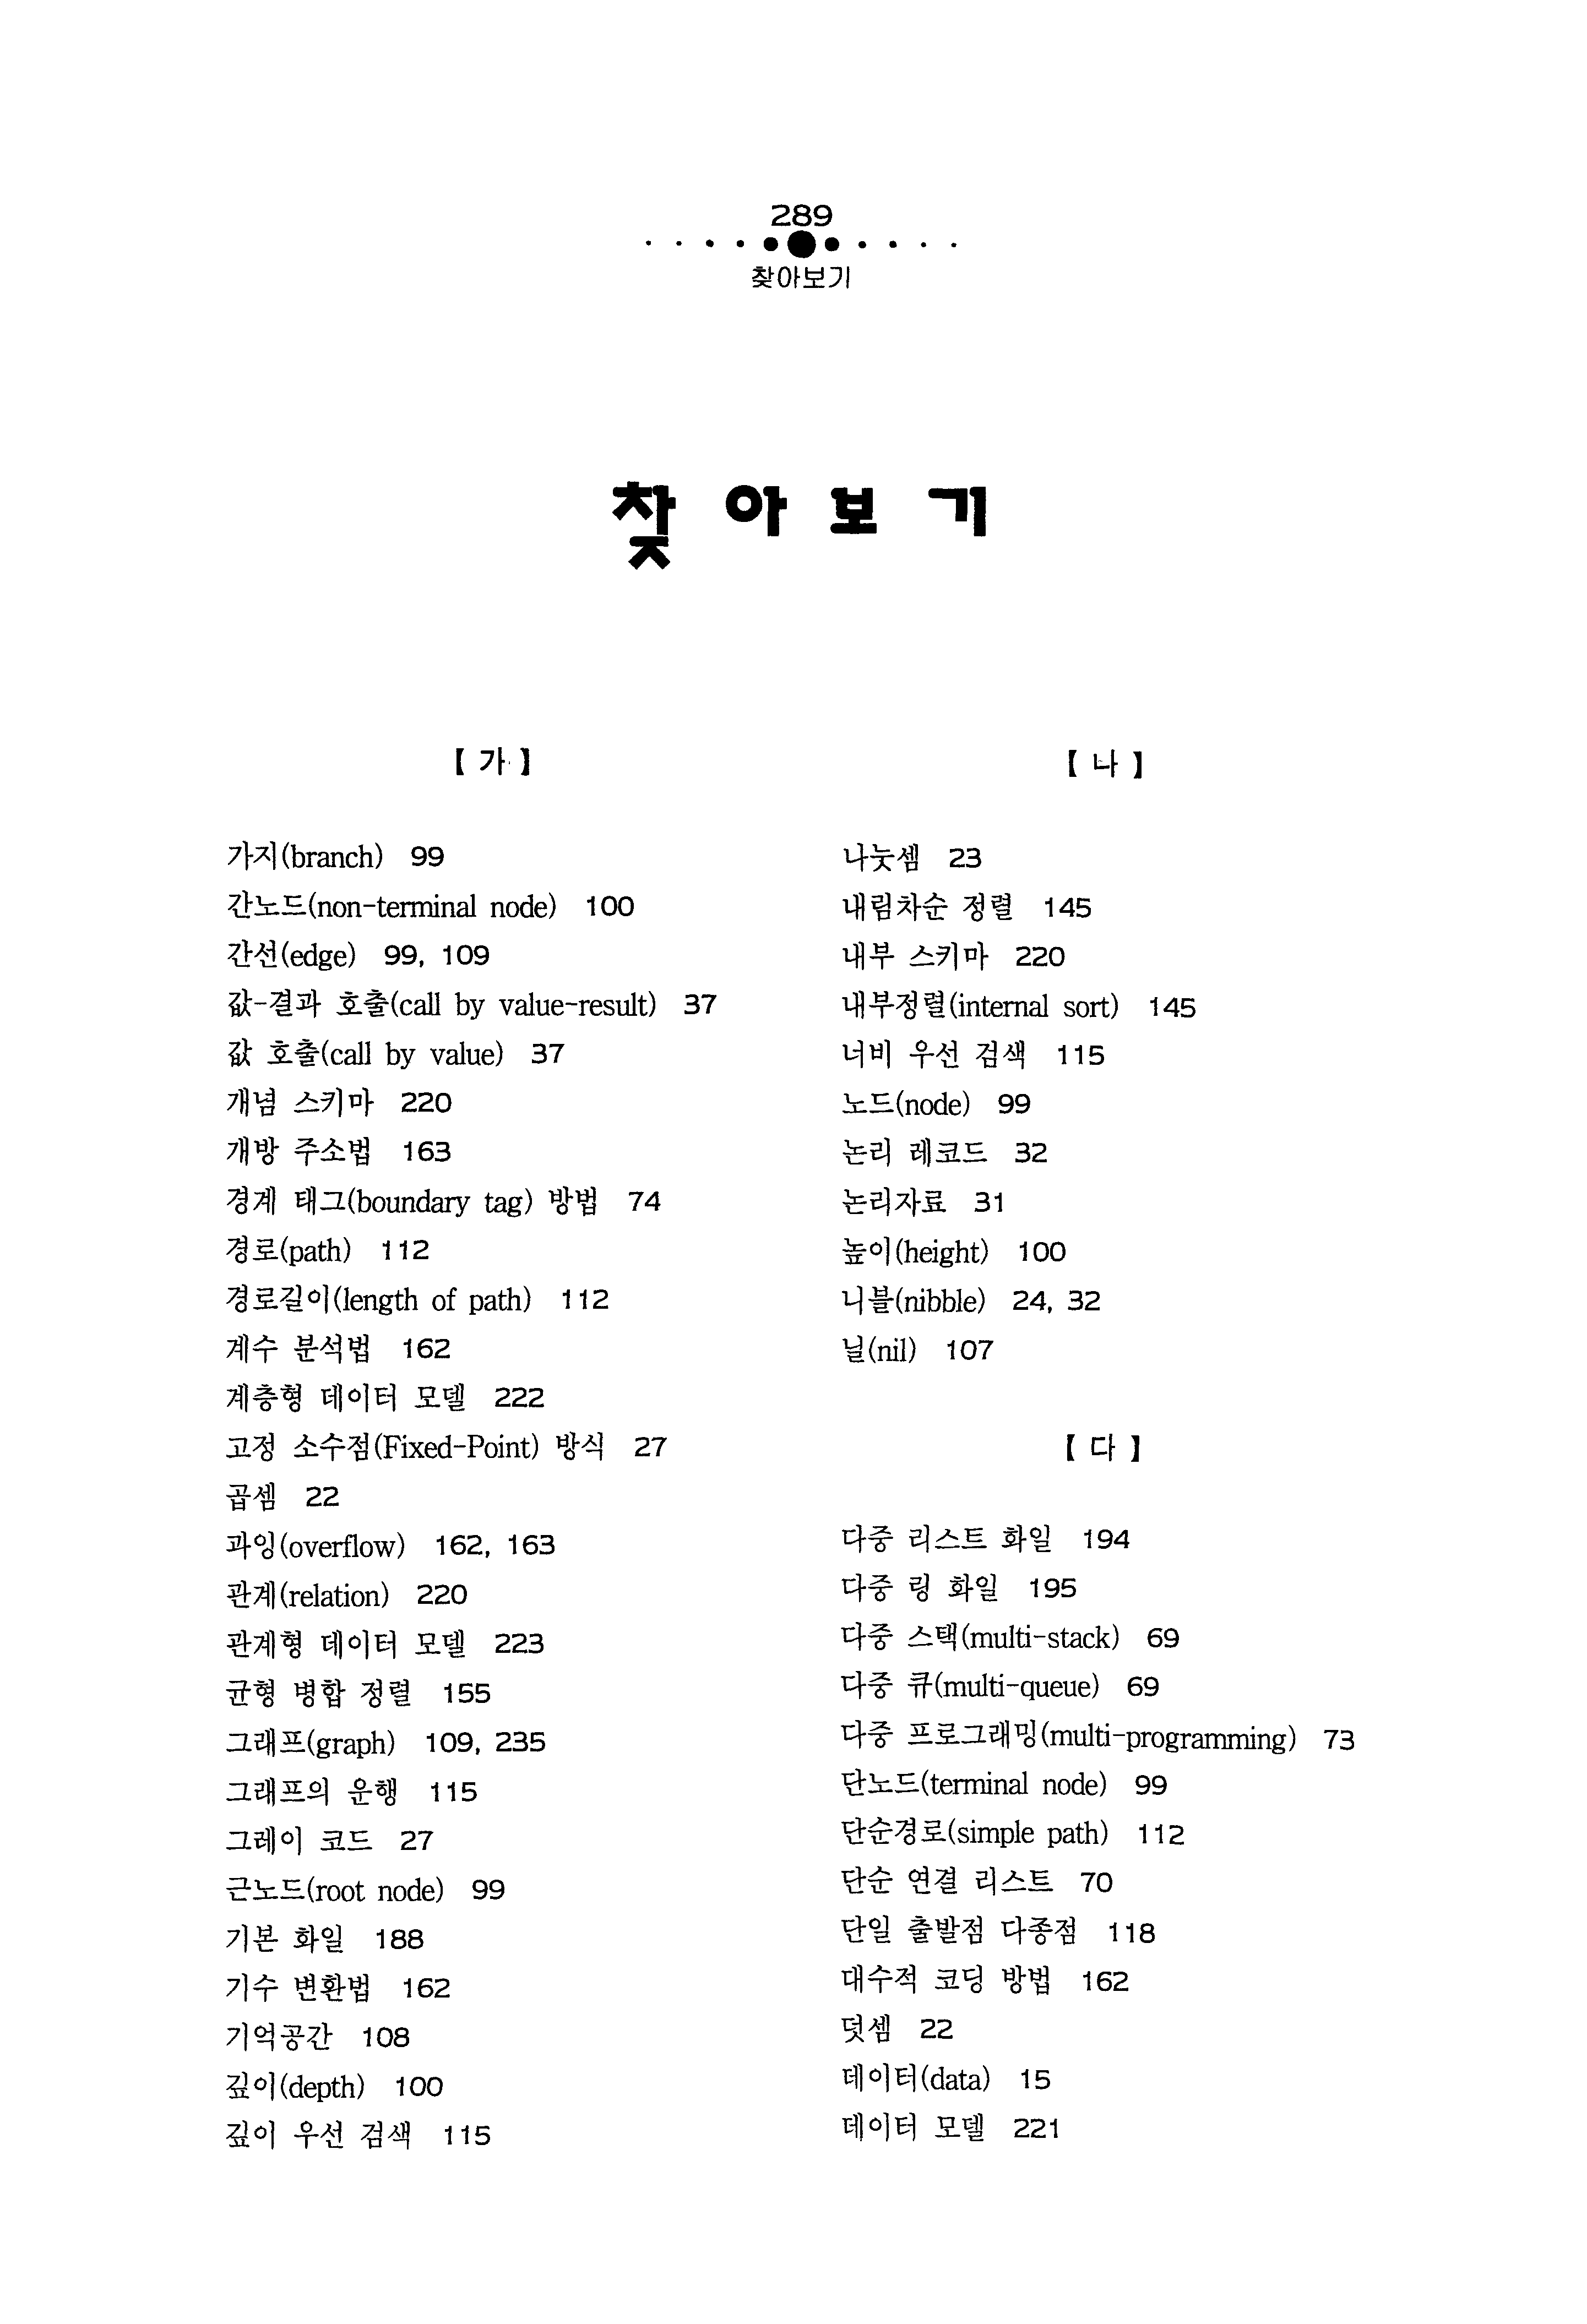 289
찾아보기
찾 아 보 기
【 가 】
가지(branch) 99
간노드(non-terminal node) 100
간선(edge) 99, 109
값-결과 호출(call by value-result) 37
값 호출(call by value) 37
개념 스키마 220
개방 주소법 163
경계 태그(boundary tag) 방법 74
경로(path) 112
경로길이(length of path) 112
계수 분석법 162
계층형 데이터 모델 222
고정 소수점(Fixed-Point) 방식 27
곱셈 22
과잉(overflow) 162, 163
관계(relation) 220
관계형 데이터 모델 223
균형 병합 정렬 155
그래프(graph) 109, 235
그래프의 운행 115
그레이 코드 27
근노드(root node) 99
기본 화일 188
기수 변환법 162
기억공간 108
깊이(depth) 100
깊이 우선 검색 115
【 나 】
나눗셈 23
내림차순 정렬 145
내부 스키마 220
내부정렬(internal sort) 145
너비 우선 검색 115
노드(node) 99
논리 레코드 32
논리자료 31
높이(height) 100
니블(nibble) 24, 32
닐(nil) 107
【 다 】
다중 리스트 화일 194
다중 링 화일 195
다중 스택(multi-stack) 69
다중 큐(multi-queue) 69
다중 프로그래밍(multi-programming) 73
단노드(terminal node) 99
단순경로(simple path) 112
단순 연결 리스트 70
단일 출발점 다종점 118
대수적 코딩 방법 162
덧셈 22
데이터(data) 15
데이터 모델 221